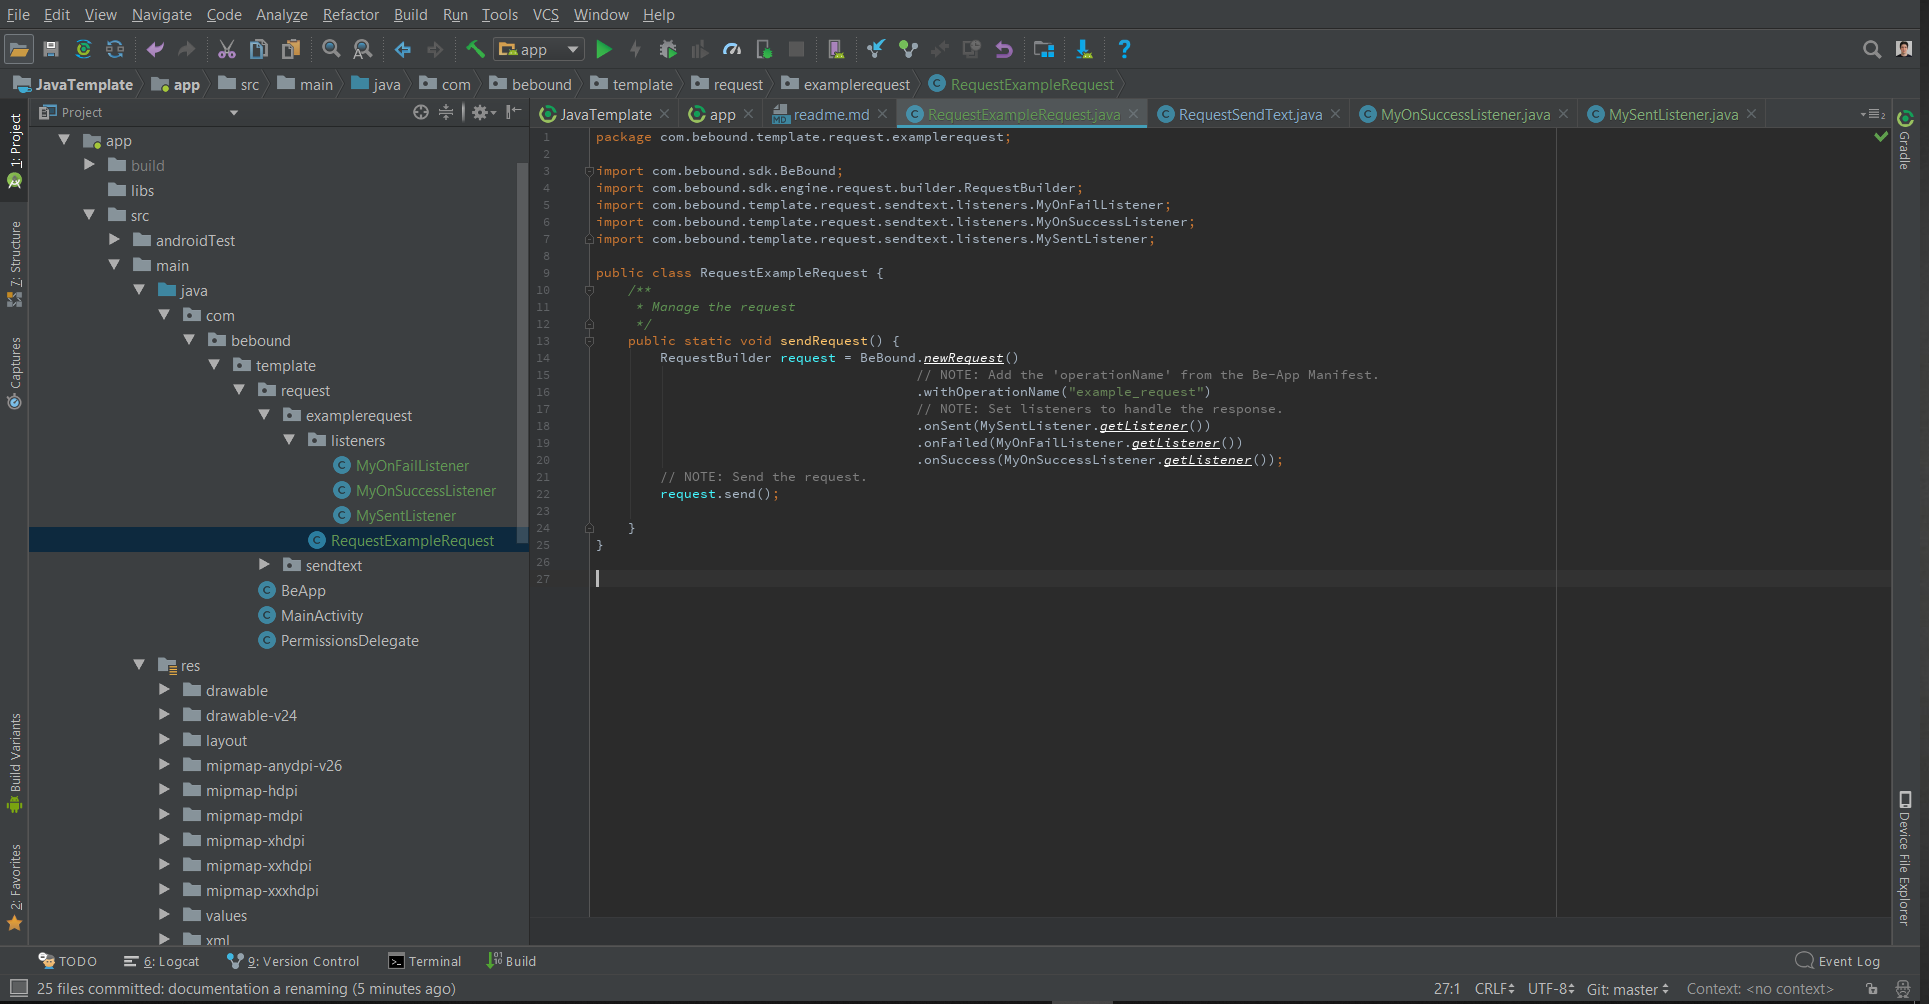 File Edit View Navigate Code Analyze Refactor Build Run Tools VCS Window Help
app
JavaTemplate app src main java com bebound template request examplerequest RequestExampleRequest
Project
JavaTemplate app readme.md RequestExampleRequest.java RequestSendText.java MyOnSuccessListener.java MySentListener.java
1: Project
7: Structure
Captures
Build Variants
2: Favorites
app
build
libs
src
androidTest
main
java
com
bebound
template
request
examplerequest
listeners
MyOnFailListener
MyOnSuccessListener
MySentListener
RequestExampleRequest
sendtext
BeApp
MainActivity
PermissionsDelegate
res
drawable
drawable-v24
layout
mipmap-anydpi-v26
mipmap-hdpi
mipmap-mdpi
mipmap-xhdpi
mipmap-xxhdpi
mipmap-xxxhdpi
values
xml
1 package com.bebound.template.request.examplerequest;
2
3 import com.bebound.sdk.BeBound;
4 import com.bebound.sdk.engine.request.builder.RequestBuilder;
5 import com.bebound.template.request.sendtext.listeners.MyOnFailListener;
6 import com.bebound.template.request.sendtext.listeners.MyOnSuccessListener;
7 import com.bebound.template.request.sendtext.listeners.MySentListener;
8
9 public class RequestExampleRequest {
10 /**
11 * Manage the request
12 */
13 public static void sendRequest() {
14 RequestBuilder request = BeBound.newRequest()
15 // NOTE: Add the 'operationName' from the Be-App Manifest.
16 .withOperationName("example_request")
17 // NOTE: Set listeners to handle the response.
18 .onSent(MySentListener.getListener())
19 .onFailed(MyOnFailListener.getListener())
20 .onSuccess(MyOnSuccessListener.getListener());
21 // NOTE: Send the request.
22 request.send();
23
24 }
25 }
26
27
Gradle
Device File Explorer
TODO 6: Logcat 9: Version Control Terminal Build Event Log
25 files committed: documentation a renaming (5 minutes ago) 27:1 CRLF UTF-8 Git: master Context: <no context>